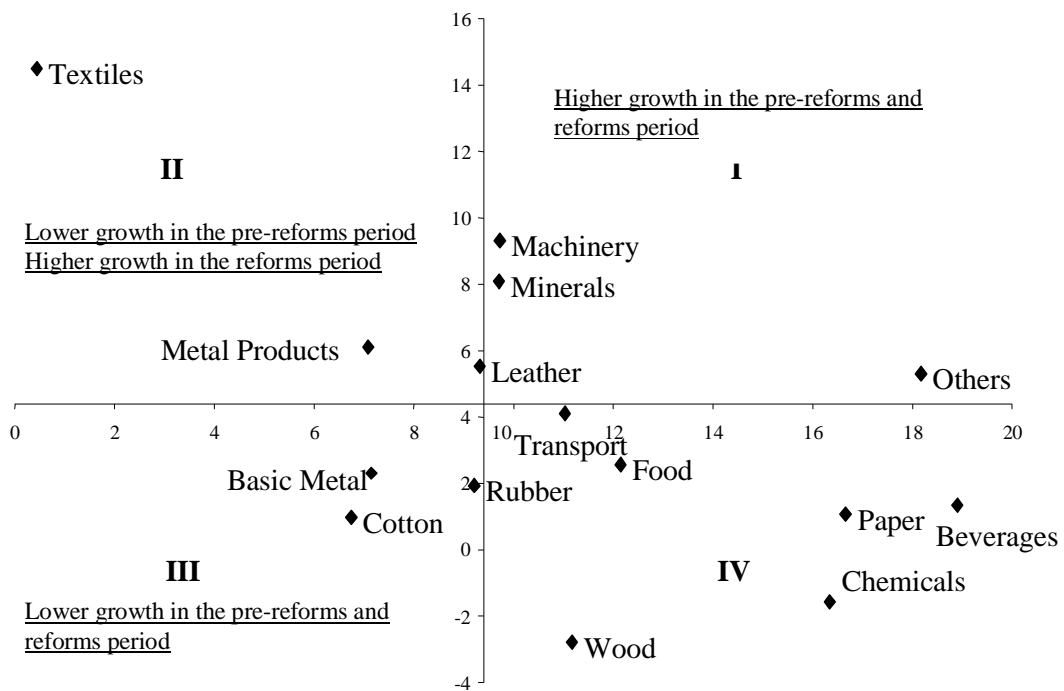 16
Textiles
14
Higher growth in the pre-reforms and
reforms period
12
II
I
10
Lower growth in the pre-reforms period
Higher growth in the reforms period
Machinery
8
Minerals
6
Metal Products
Leather
Others
4
0
2
4
6
8
10
12
14
16
18
20
Transport
Food
Basic Metal
2
Rubber
Cotton
Paper
Beverages
0
III
IV
Chemicals
Lower growth in the pre-reforms and
reforms period
-2
Wood
-4